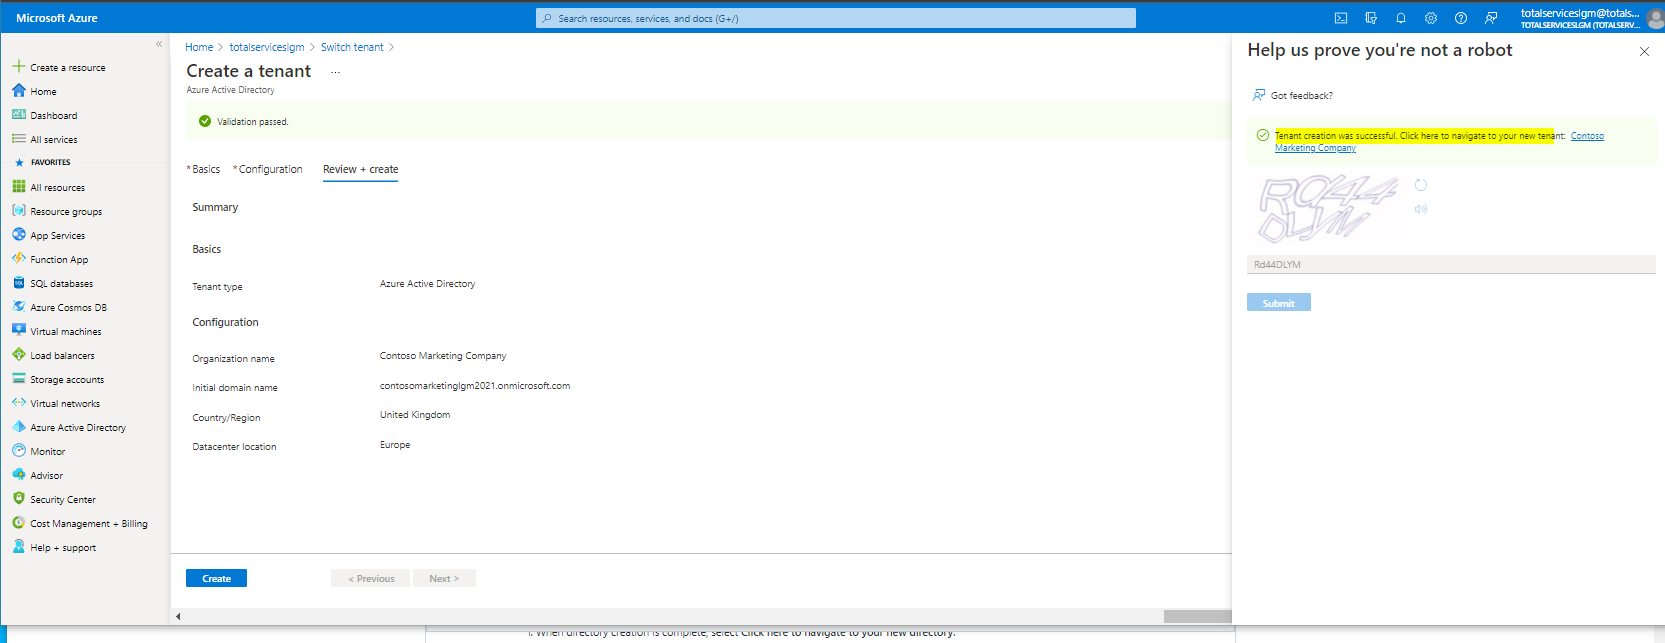 Microsoft Azure
Search resources, services, and docs (G+/)
totalserviceslgm@totals...
TOTALSERVICESLGM (TOTALSERV...
«
Create a resource
Home
Dashboard
All services
FAVORITES
All resources
Resource groups
App Services
Function App
SQL databases
Azure Cosmos DB
Virtual machines
Load balancers
Storage accounts
Virtual networks
Azure Active Directory
Monitor
Advisor
Security Center
Cost Management + Billing
Help + support
Home > totalserviceslgm > Switch tenant >
Create a tenant ...
Azure Active Directory
Validation passed.
* Basics * Configuration Review + create
Summary
Basics
Tenant type Azure Active Directory
Configuration
Organization name Contoso Marketing Company
Initial domain name contosomarketinglgm2021.onmicrosoft.com
Country/Region United Kingdom
Datacenter location Europe
Create < Previous Next >
Help us prove you're not a robot
Got feedback?
Tenant creation was successful. Click here to navigate to your new tenant: Contoso
Marketing Company
Rd44DLYM
Submit
When directory creation is complete, select Click here to navigate to your new directory.